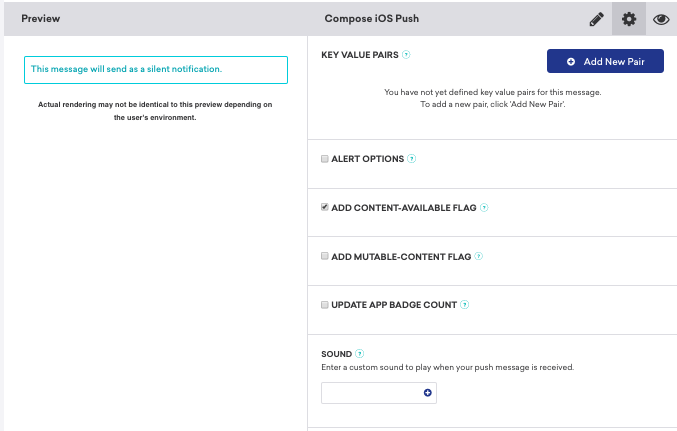 Preview
Compose iOS Push
This message will send as a silent notification.
Actual rendering may not be identical to this preview depending on
the user's environment.
KEY VALUE PAIRS ?
Add New Pair
You have not yet defined key value pairs for this message.
To add a new pair, click 'Add New Pair'.
ALERT OPTIONS ?
ADD CONTENT-AVAILABLE FLAG ?
ADD MUTABLE-CONTENT FLAG ?
UPDATE APP BADGE COUNT ?
SOUND ?
Enter a custom sound to play when your push message is received.